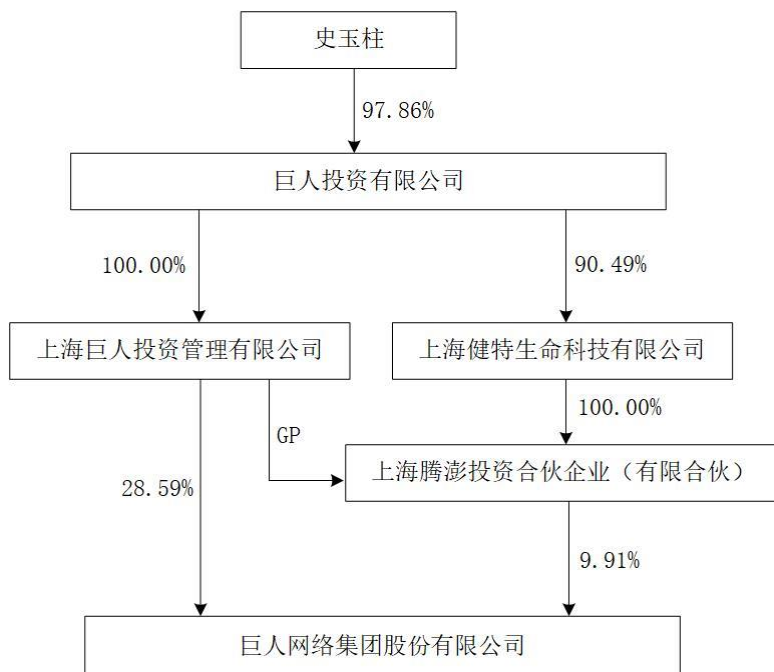 史玉柱
97.86%
巨人投资有限公司
100.00%
90.49%
上海巨人投资管理有限公司
上海健特生命科技有限公司
100.00%
GP
上海腾澎投资合伙企业（有限合伙）
28.59%
9.91%
巨人网络集团股份有限公司